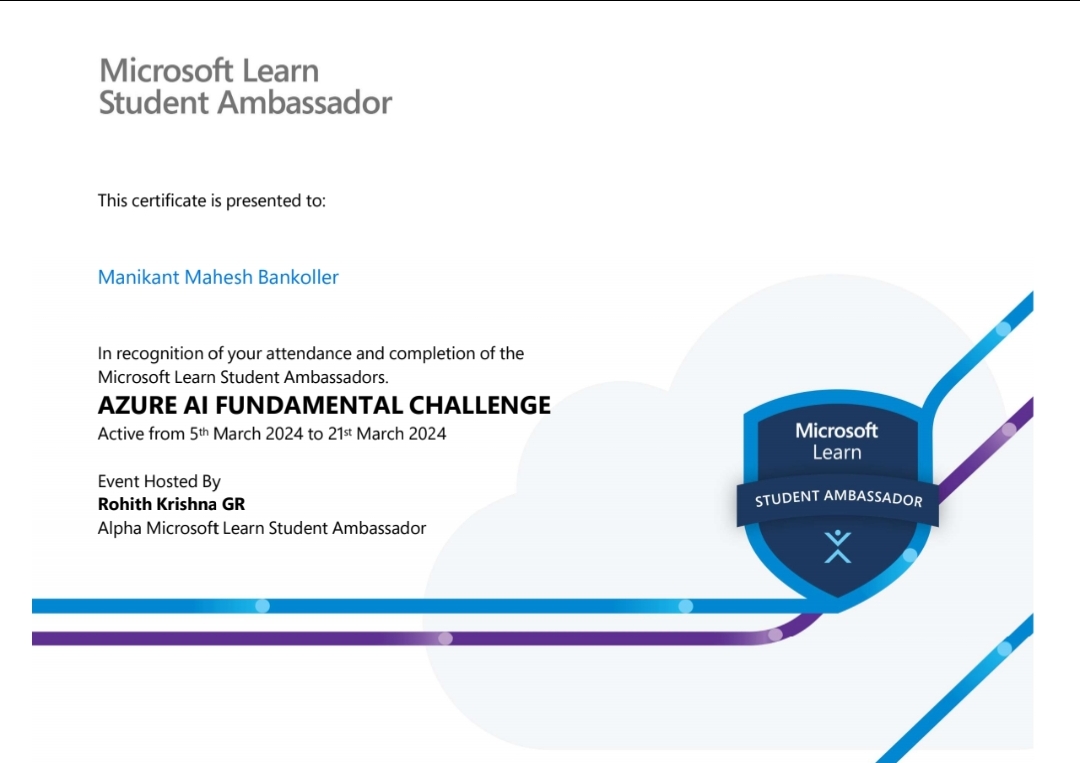 Microsoft Learn
Student Ambassador
This certificate is presented to:
Manikant Mahesh Bankoller
In recognition of your attendance and completion of the
Microsoft Learn Student Ambassadors.
AZURE AI FUNDAMENTAL CHALLENGE
Active from 5th March 2024 to 21st March 2024
Event Hosted By
Rohith Krishna GR
Alpha Microsoft Learn Student Ambassador
Microsoft
Learn
STUDENT AMBASSADOR